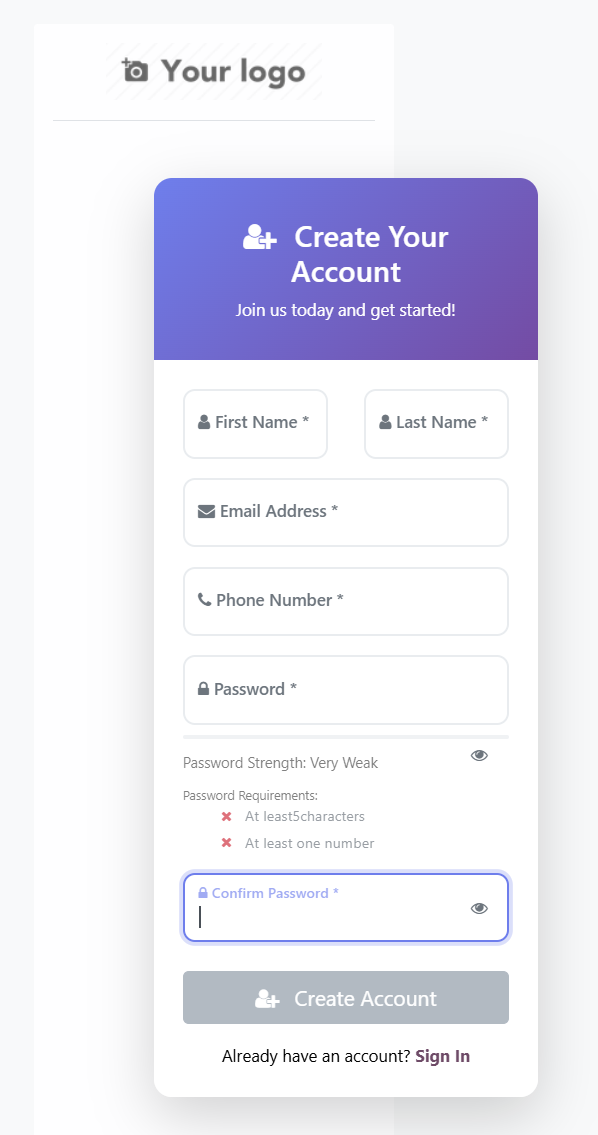 Your logo
Create Your
Account
Join us today and get started!
First Name *
Last Name *
Email Address *
Phone Number *
Password *
Password Strength: Very Weak
Password Requirements:
At least5characters
At least one number
Confirm Password *
Create Account
Already have an account? Sign In